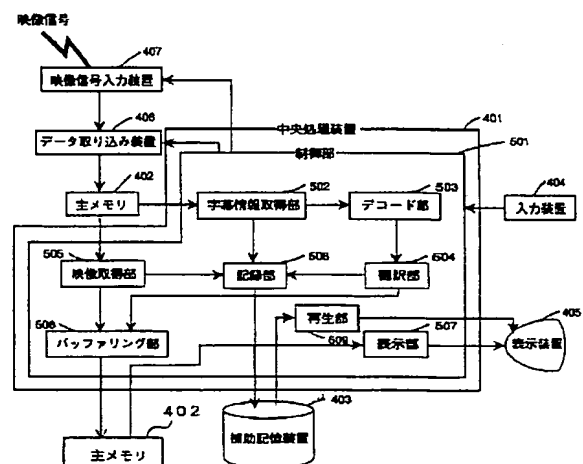 映像信号
407
映像信号入力装置
406
データ取り込み装置
中央処理装置
401
制御部
501
402
主メモリ
502
字幕情報取得部
503
デコード部
404
入力装置
505
映像取得部
508
記録部
504
翻訳部
506
バッファリング部
再生部
509
507
表示部
405
表示装置
402
主メモリ
403
補助記憶装置